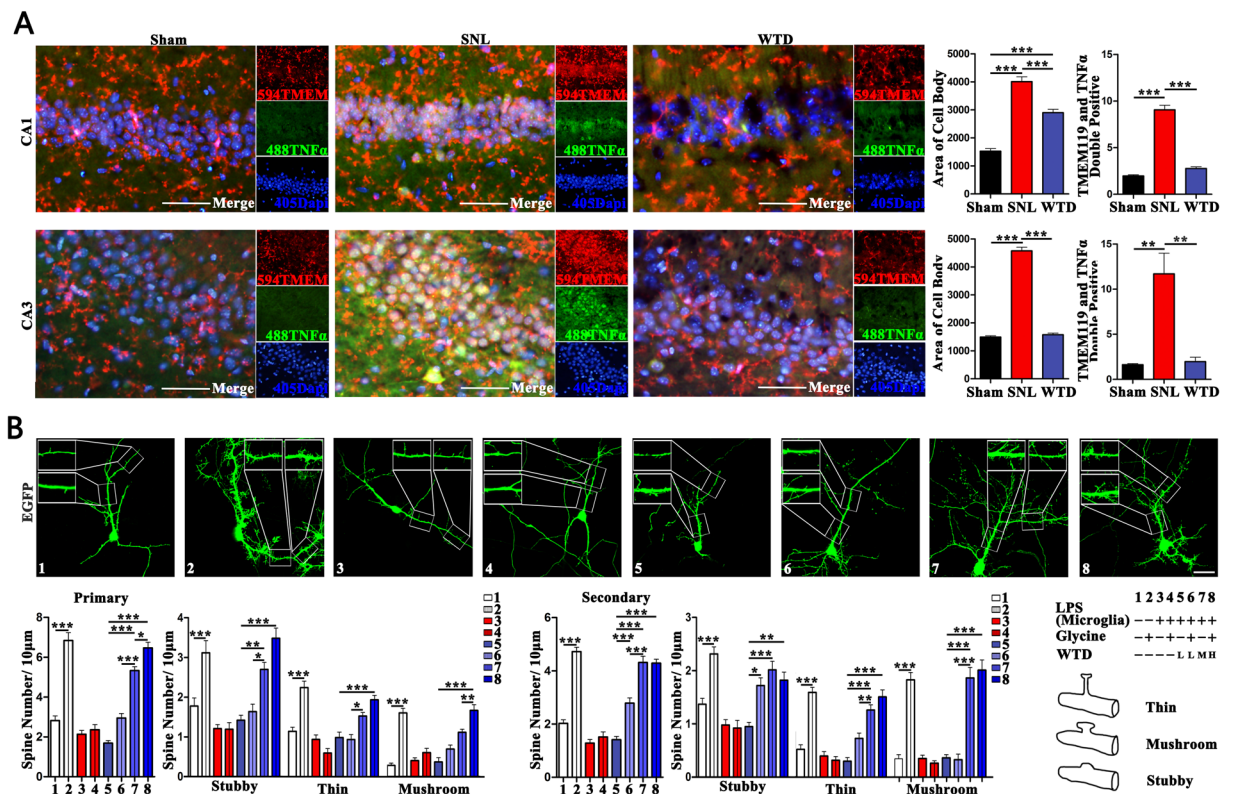 A
Sham
SNL
WTD
CA1
594TMEM
488TNFα
405Dapi
Merge
594TMEM
488TNFα
405Dapi
Merge
594TMEM
488TNFα
405Dapi
Merge
Area of Cell Body
5000
4000
3000
2000
1000
0
***
*** ***
Sham SNL WTD
TMEM119 and TNFα
Double Positive
15
10
5
0
*** ***
Sham SNL WTD
CA3
594TMEM
488TNFα
405Dapi
Merge
594TMEM
488TNFα
405Dapi
Merge
594TMEM
488TNFα
405Dapi
Merge
Area of Cell Body
5000
4000
3000
2000
1000
0
*** ***
Sham SNL WTD
TMEM119 and TNFα
Double Positive
15
10
5
0
** **
Sham SNL WTD
B
EGFP
1
2
3
4
5
6
7
8
Primary
Spine Number/ 10μm
8
6
4
2
0
***
***
***
*
***
1 2 3 4 5 6 7 8
Spine Number/ 10μm
4
3
2
1
0
***
***
**
*
***
*
***
***
**
Stubby Thin Mushroom
1
2
3
4
5
6
7
8
Secondary
Spine Number/ 10μm
6
4
2
0
***
***
***
***
1 2 3 4 5 6 7 8
Spine Number/ 10μm
3
2
1
0
***
**
***
*
***
***
***
**
***
***
***
***
Stubby Thin Mushroom
1
2
3
4
5
6
7
8
1 2 3 4 5 6 7 8
LPS
(Microglia) − − + + + + + +
Glycine − + − + − + + +
WTD − − − − L L M H
Thin
Mushroom
Stubby